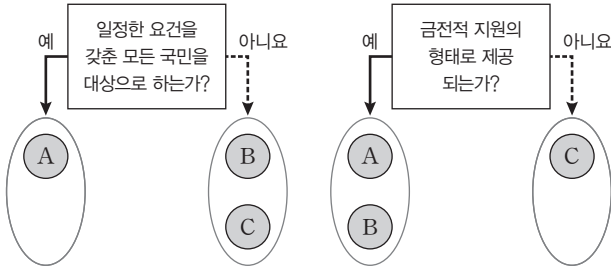 예
일정한 요건을
갖춘 모든 국민을
대상으로 하는가?
아니요
A
B
C
예
금전적 지원의
형태로 제공
되는가?
아니요
A
B
C